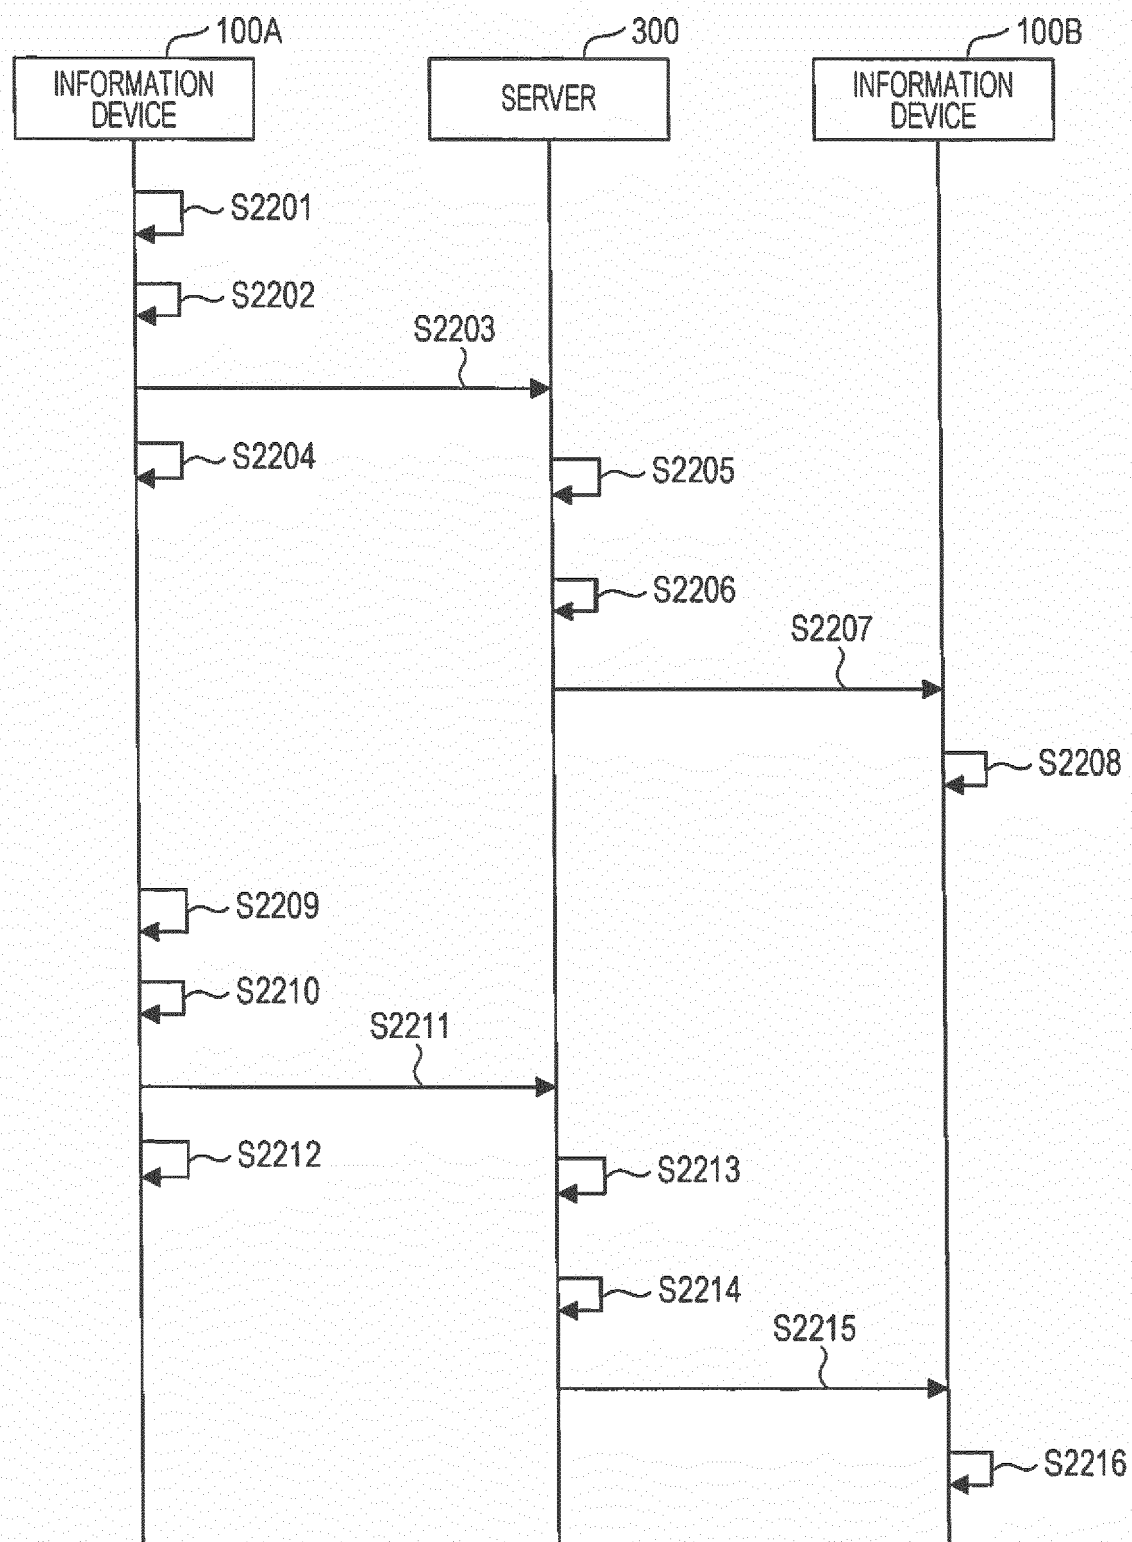 100A
300
100B
INFORMATION
DEVICE
SERVER
INFORMATION
DEVICE
S2201
S2202
S2203
S2204
S2205
S2206
S2207
S2208
S2209
S2210
S2211
S2212
S2213
S2214
S2215
S2216